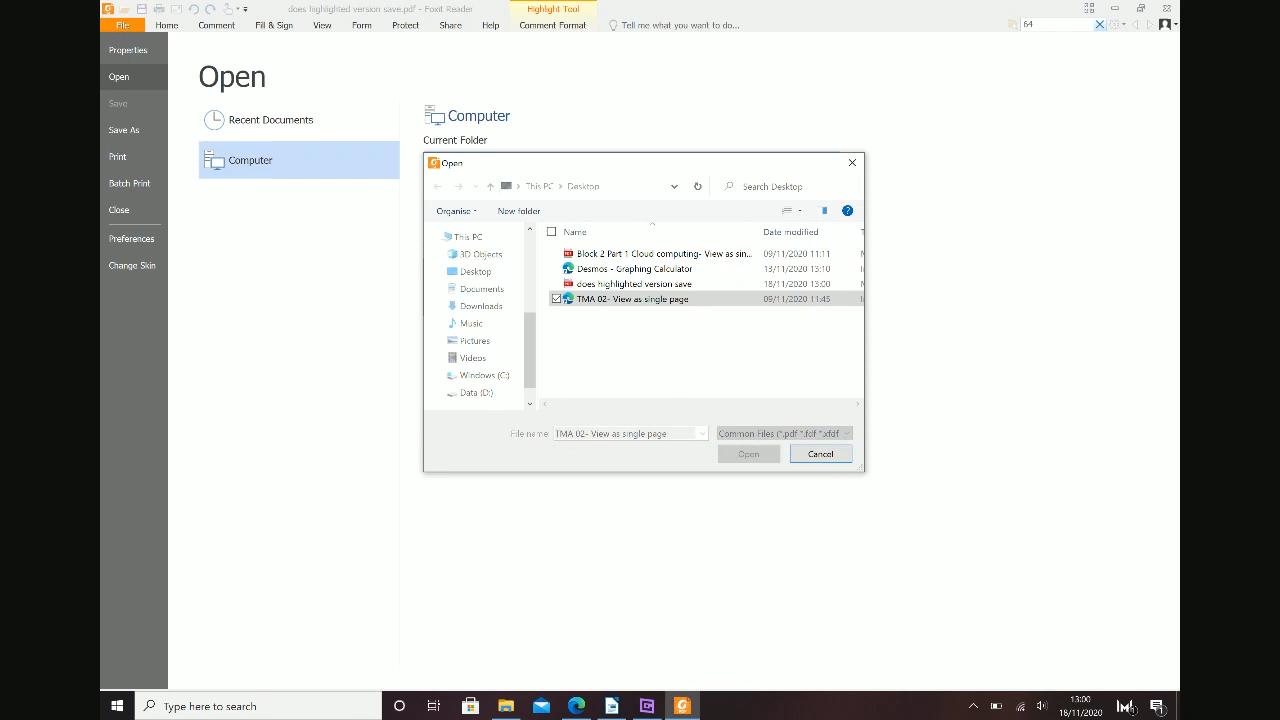 does highlighted version save.pdf - Foxit Reader
Highlight Tool
File Home Comment Fill & Sign View Form Protect Share Help Comment Format Tell me what you want to do... 64
Properties
Open
Save
Save As
Print
Batch Print
Close
Preferences
Change Skin
Open
Recent Documents
Computer
Computer
Current Folder
Open
This PC > Desktop
Search Desktop
Organise New folder
This PC
3D Objects
Desktop
Documents
Downloads
Music
Pictures
Videos
Windows (C:)
Data (D:)
Name Date modified
Block 2 Part 1 Cloud computing- View as sin... 09/11/2020 11:11
Desmos - Graphing Calculator 13/11/2020 13:10
does highlighted version save 18/11/2020 13:00
TMA 02- View as single page 09/11/2020 11:45
File name: TMA 02- View as single page Common Files (*.pdf *.fdf *.xfdf
Open Cancel
Type here to search
13:00
18/11/2020